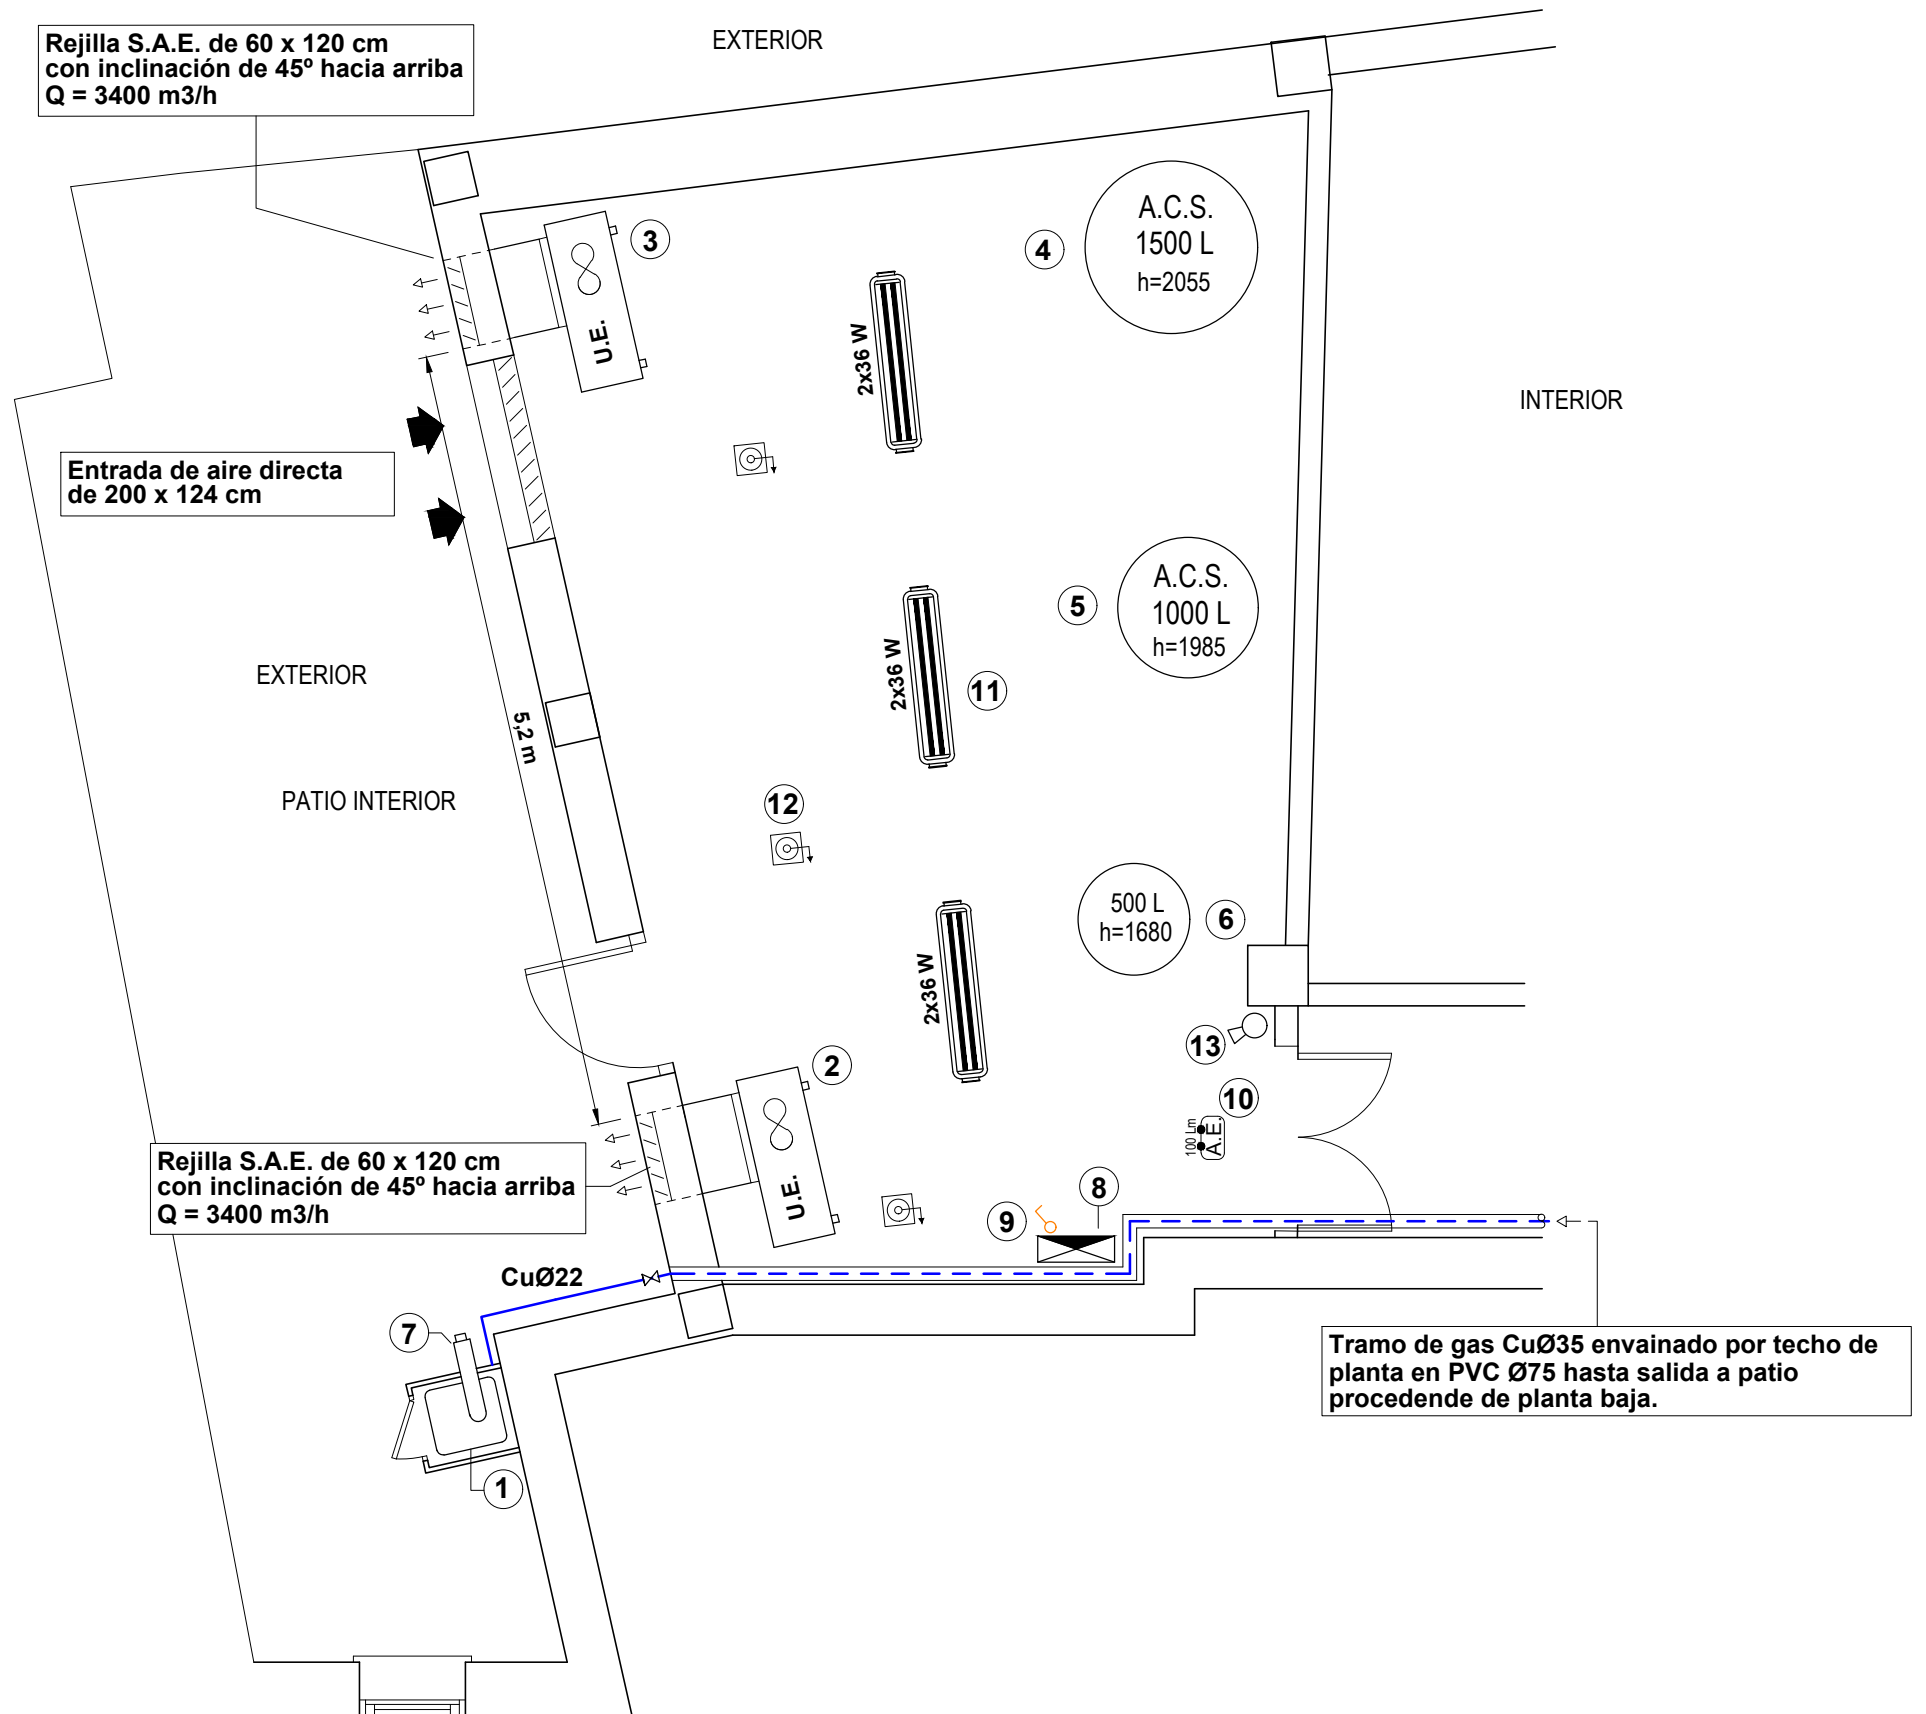 EXTERIOR
Rejilla S.A.E. de 60 x 120 cm
con inclinación de 45º hacia arriba
Q = 3400 m3/h
3
U.E.
4
A.C.S.
1500 L
h=2055
2x36 W
INTERIOR
Entrada de aire directa
de 200 x 124 cm
5
A.C.S.
1000 L
h=1985
2x36 W
11
EXTERIOR
5,2 m
PATIO INTERIOR
12
500 L
h=1680
6
2x36 W
13
2
U.E.
10
100 Lm
A.E.
Rejilla S.A.E. de 60 x 120 cm
con inclinación de 45º hacia arriba
Q = 3400 m3/h
8
9
CuØ22
7
Tramo de gas CuØ35 envainado por techo de
planta en PVC Ø75 hasta salida a patio
procedende de planta baja.
1